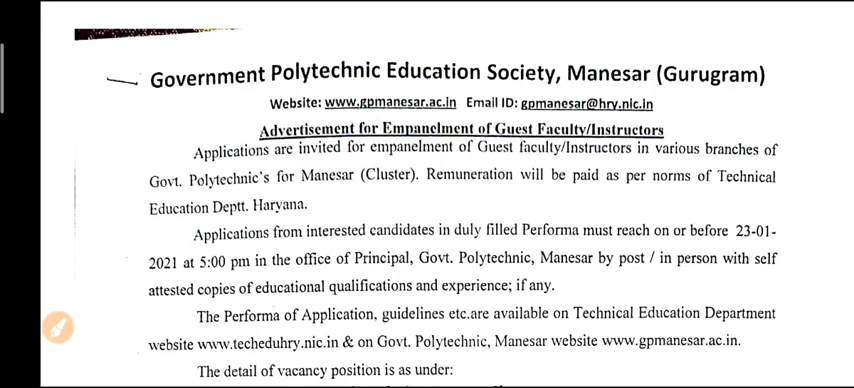 Government Polytechnic Education Society, Manesar (Gurugram)
Website: www.gpmanesar.ac.in Email ID: gpmanesar@hry.nic.in
Advertisement for Empanelment of Guest Faculty/Instructors
Applications are invited for empanelment of Guest faculty/Instructors in various branches of
Govt. Polytechnic's for Manesar (Cluster). Remuneration will be paid as per norms of Technical
Education Deptt. Haryana.
Applications from interested candidates in duly filled Performa must reach on or before 23-01-
2021 at 5:00 pm in the office of Principal, Govt. Polytechnic, Manesar by post / in person with self
attested copies of educational qualifications and experience; if any.
The Performa of Application, guidelines etc.are available on Technical Education Department
website www.techeduhry.nic.in & on Govt. Polytechnic, Manesar website www.gpmanesar.ac.in.
The detail of vacancy position is as under: